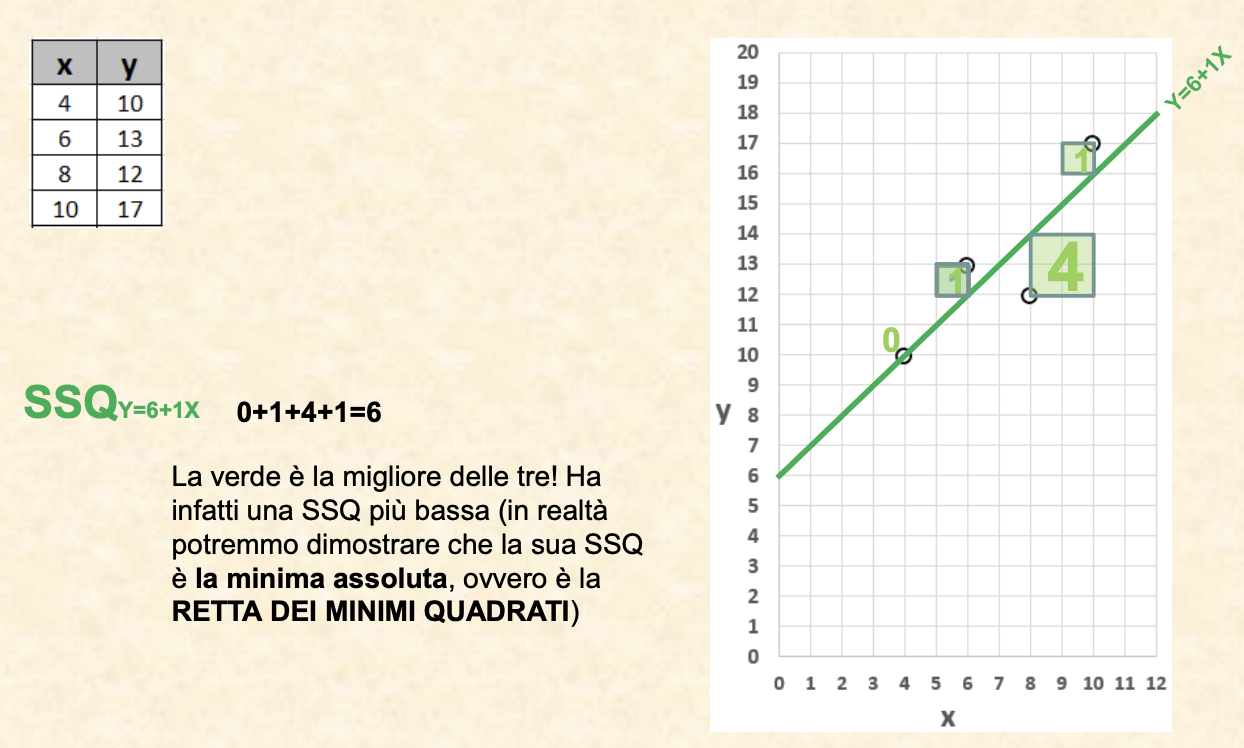 x y
4 10
6 13
8 12
10 17
SSQY=6+1X 0+1+4+1=6
La verde è la migliore delle tre! Ha
infatti una SSQ più bassa (in realtà
potremmo dimostrare che la sua SSQ
è la minima assoluta, ovvero è la
RETTA DEI MINIMI QUADRATI)
Y=6+1X
20
19
18
17
16
15
14
13
12
11
10
9
8
7
6
5
4
3
2
1
0
y
1
4
1
0
0 1 2 3 4 5 6 7 8 9 10 11 12
x